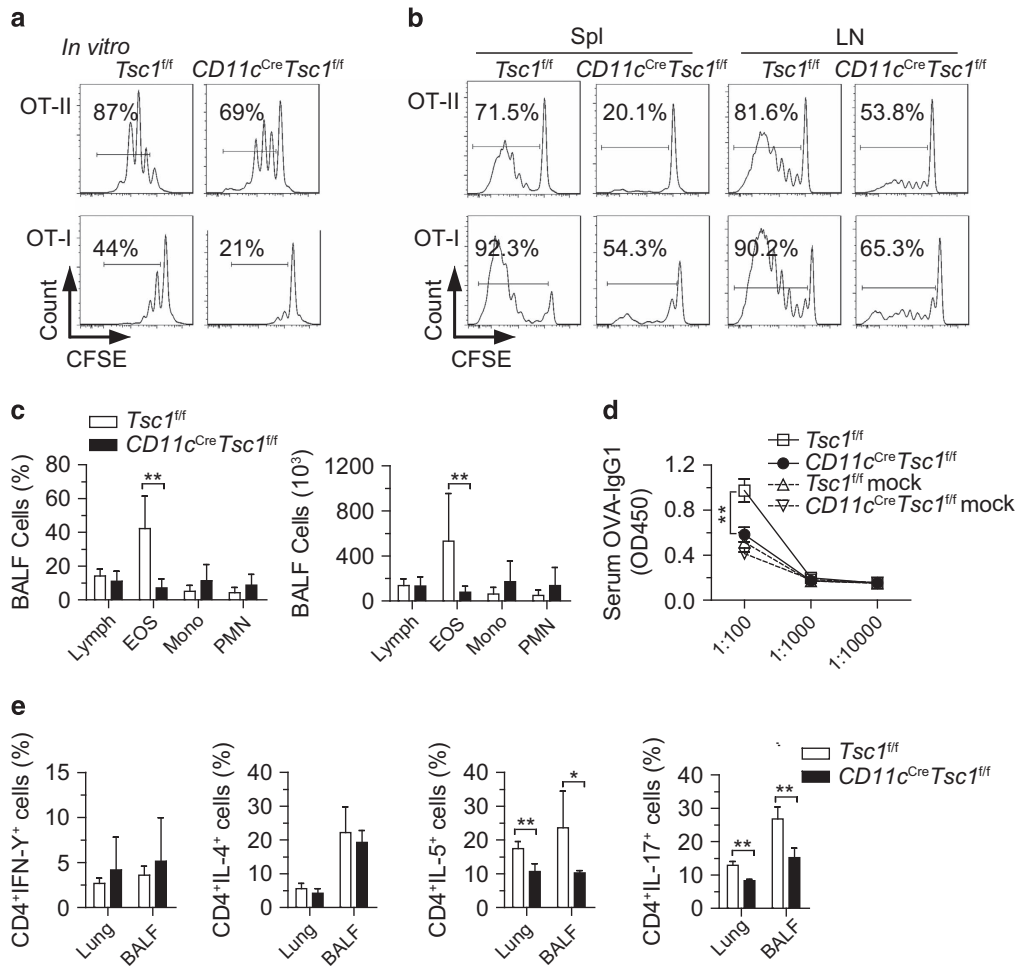 a
In vitro
Tsc1f/f CD11cCreTsc1f/f
OT-II
87% 69%
OT-I
44% 21%
Count
CFSE
b
Spl LN
Tsc1f/f CD11cCreTsc1f/f Tsc1f/f CD11cCreTsc1f/f
OT-II
71.5% 20.1% 81.6% 53.8%
OT-I
92.3% 54.3% 90.2% 65.3%
Count
CFSE
c
Tsc1f/f
CD11cCreTsc1f/f
BALF Cells (%)
80
60
40
20
0
**
Lymph EOS Mono PMN
BALF Cells (10³)
1200
800
400
0
**
Lymph EOS Mono PMN
d
Tsc1f/f
CD11cCreTsc1f/f
Tsc1f/f mock
CD11cCreTsc1f/f mock
Serum OVA-IgG1
(OD450)
1.2
0.8
0.4
0.0
**
1:100 1:1000 1:10000
e
CD4+IFN-Y+ cells (%)
15
10
5
0
Lung BALF
CD4+IL-4+ cells (%)
40
30
20
10
0
Lung BALF
CD4+IL-5+ cells (%)
40
30
20
10
0
** *
Lung BALF
CD4+IL-17+ cells (%)
40
30
20
10
0
** **
Lung BALF
Tsc1f/f
CD11cCreTsc1f/f